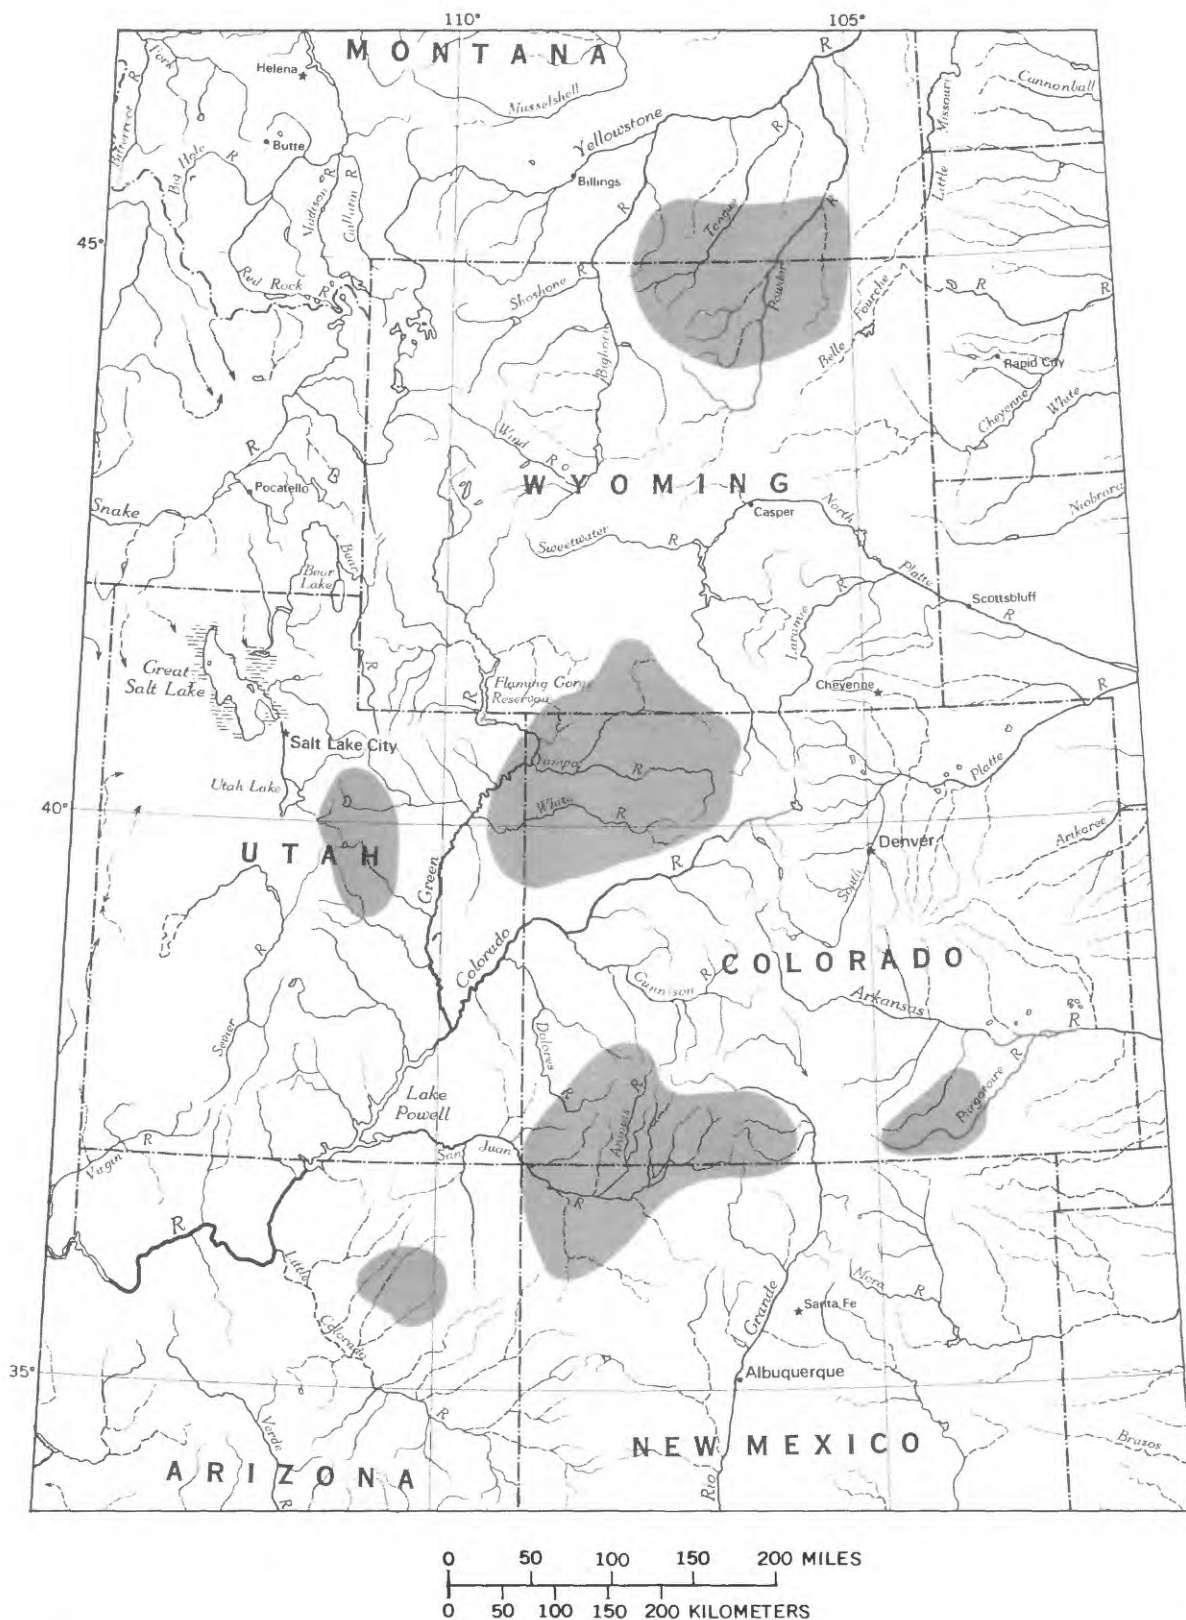 110°
105°
MONTANA
R
Fork
Helena
Musselshell
Cannonball
Missouri
Bitterroot R
Big Hole R
Butte
Yellowstone
R
Billings
Madison R
Gallatin R
R
Little
Tongue
R
45°
Red Rock R
Shoshone R
Powder
Fourche
R
R
Bighorn
Belle
Rapid City
Cheyenne
White
Wind R
R
WYOMING
Pocatello
Snake
Casper
North
Niobrara
Sweetwater R
Bear
Bear Lake
Platte
Scottsbluff
R
Laramie
R
Great
Salt Lake
R
R
Flaming Gorge
Reservoir
Cheyenne
R
Salt Lake City
Utah Lake
Yampa R
Platte
40°
White R
Arikaree
Denver
UTAH
Green
R
South
Colorado
COLORADO
Gunnison R
Arkansas
R
Sevier
R
Dolores
R
Lake
Powell
Animas R
Purgatoire R
Virgin R
San Juan
R
R
Little
Mora R
Santa Fe
Grande
Colorado
35°
Albuquerque
R
Verde
R
NEW MEXICO
Brazos
ARIZONA
Rio
0 50 100 150 200 MILES
0 50 100 150 200 KILOMETERS